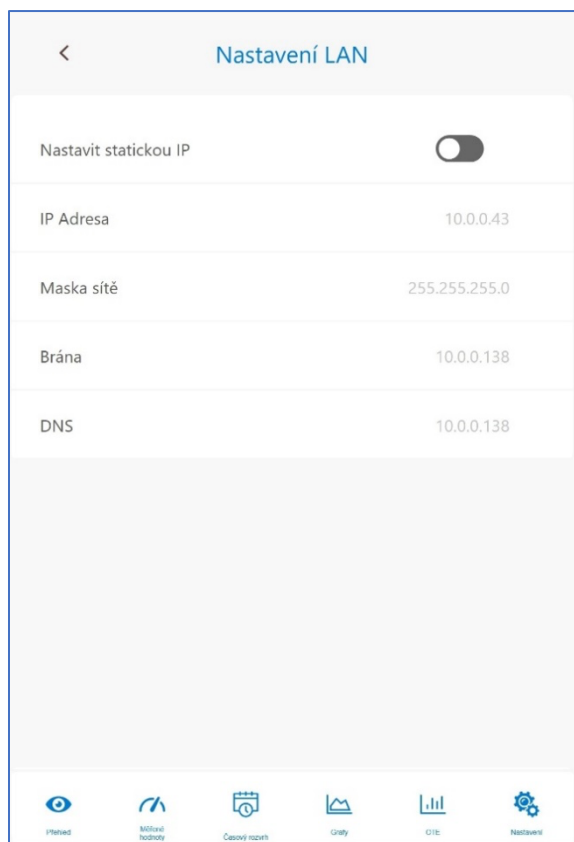 Nastavení LAN
Nastavit statickou IP
IP Adresa 10.0.0.43
Maska sítě 255.255.255.0
Brána 10.0.0.138
DNS 10.0.0.138
Přehled
Měřené
hodnoty
Časový rozvrh
Grafy
OTE
Nastavení